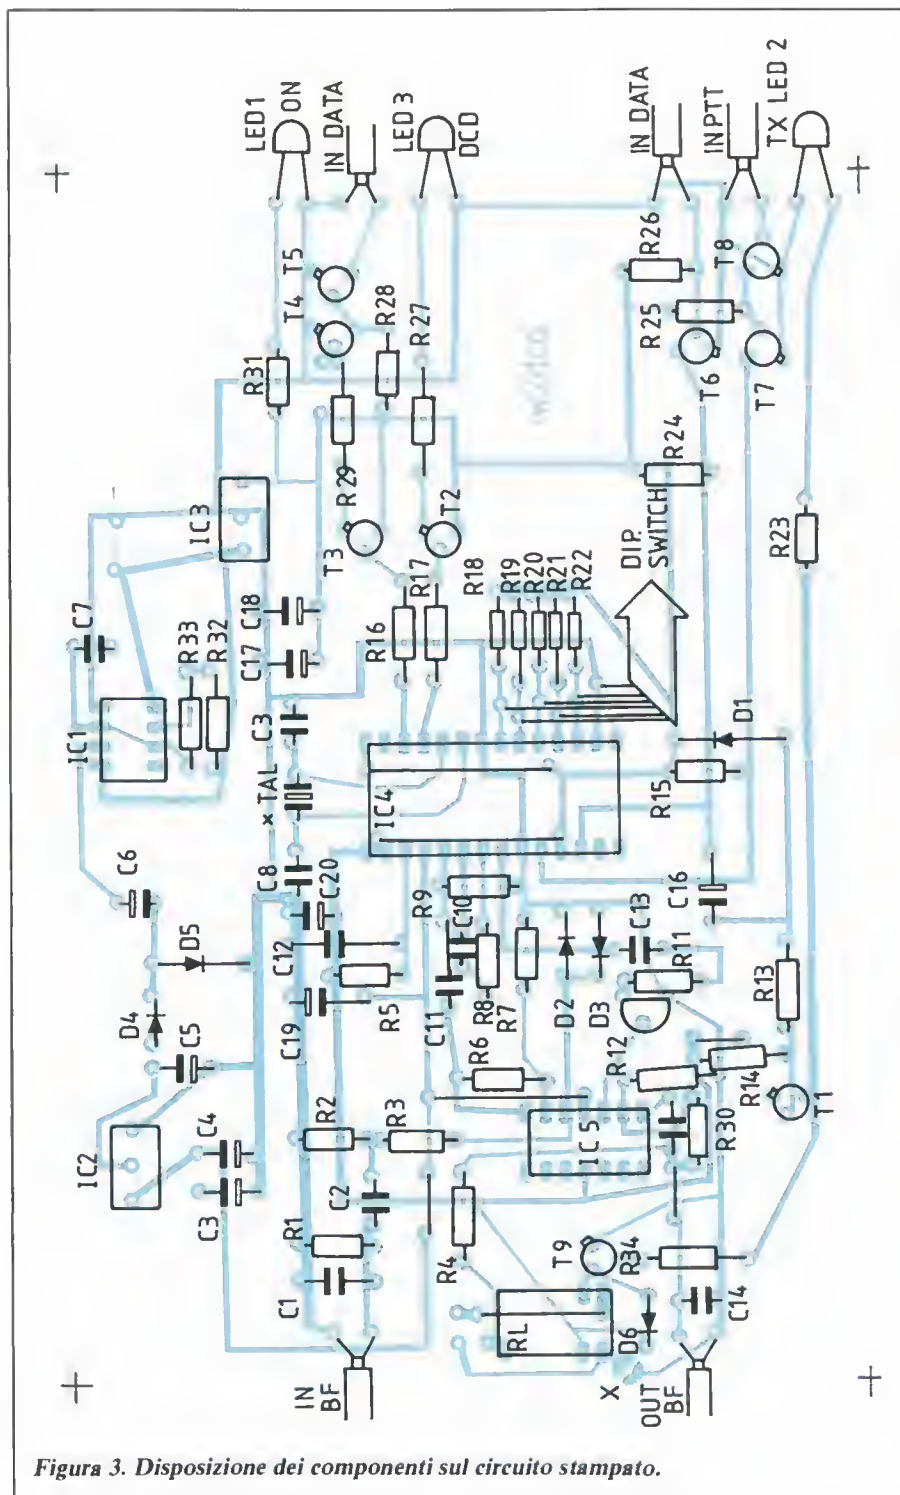 LED1
ON
IN DATA
LED 3
DCD
IN DATA
IN PTT
TX LED 2
T5
T4
R31
R28
R27
R26
T8
R25
T6
T7
R24
IC3
R29
T3
T2
R23
DIP.
SWITCH
C7
C18
C17
R33
R32
R16
R17
R18
R19
R20
R21
R22
IC1
C3
x TAL
IC4
D1
R15
C6
C8
C20
C12
R9
C10
C13
C16
D5
D4
C5
C19
R5
C11
R8
R7
D2
D3
R11
R13
IC2
C4
C3
R2
R3
R6
R12
R14
T1
IC5
R30
R1
C2
C1
R4
T9
R34
RL
D6
C14
X
IN
BF
OUT
BF
Figura 3. Disposizione dei componenti sul circuito stampato.